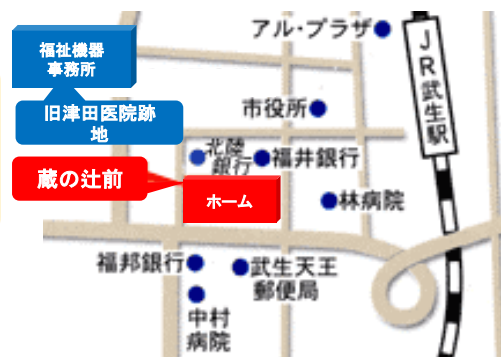 アル・プラザ
福祉機器
事務所
JR武生駅
旧津田医院跡
地
市役所
北陸
銀行
福井銀行
蔵の辻前
ホーム
林病院
福邦銀行
武生天王
郵便局
中村
病院